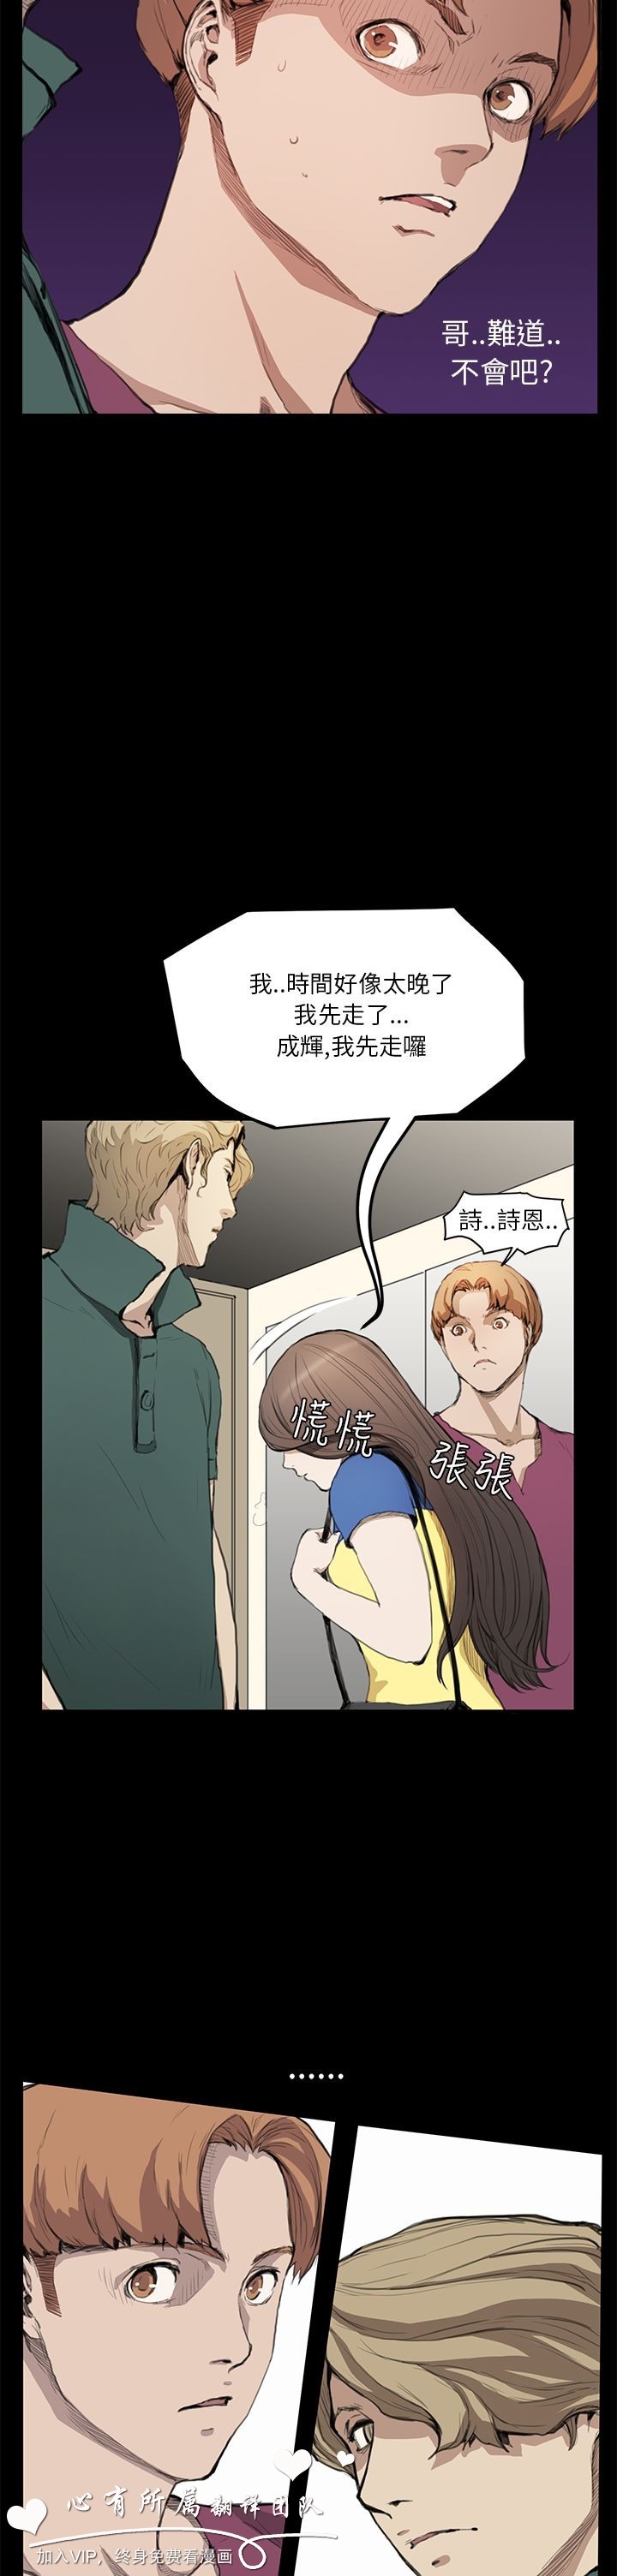 哥..難道..
不會吧?
我..時間好像太晚了
我先走了...
成輝,我先走囉
詩..詩恩..
慌慌
張張
......
心有所属翻译团队
加入VIP，终身免费看漫画